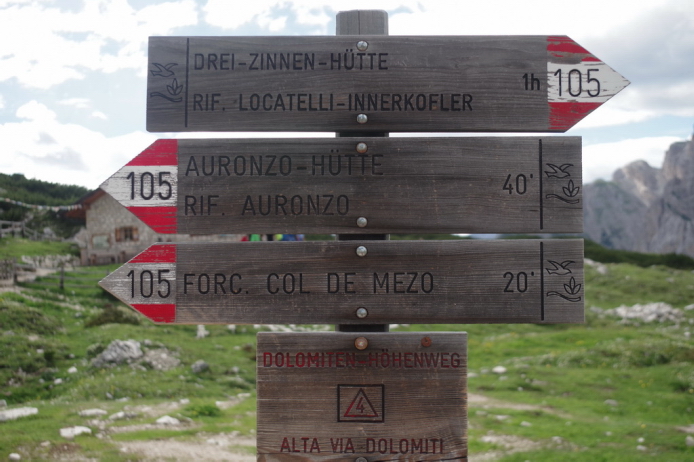 DREI-ZINNEN-HÜTTE
RIF. LOCATELLI-INNERKOFLER
1h
105
105
AURONZO-HÜTTE
RIF. AURONZO
40'
105
FORC. COL DE MEZO
20'
DOLOMITEN-HÖHENWEG
4
ALTA VIA-DOLOMITI